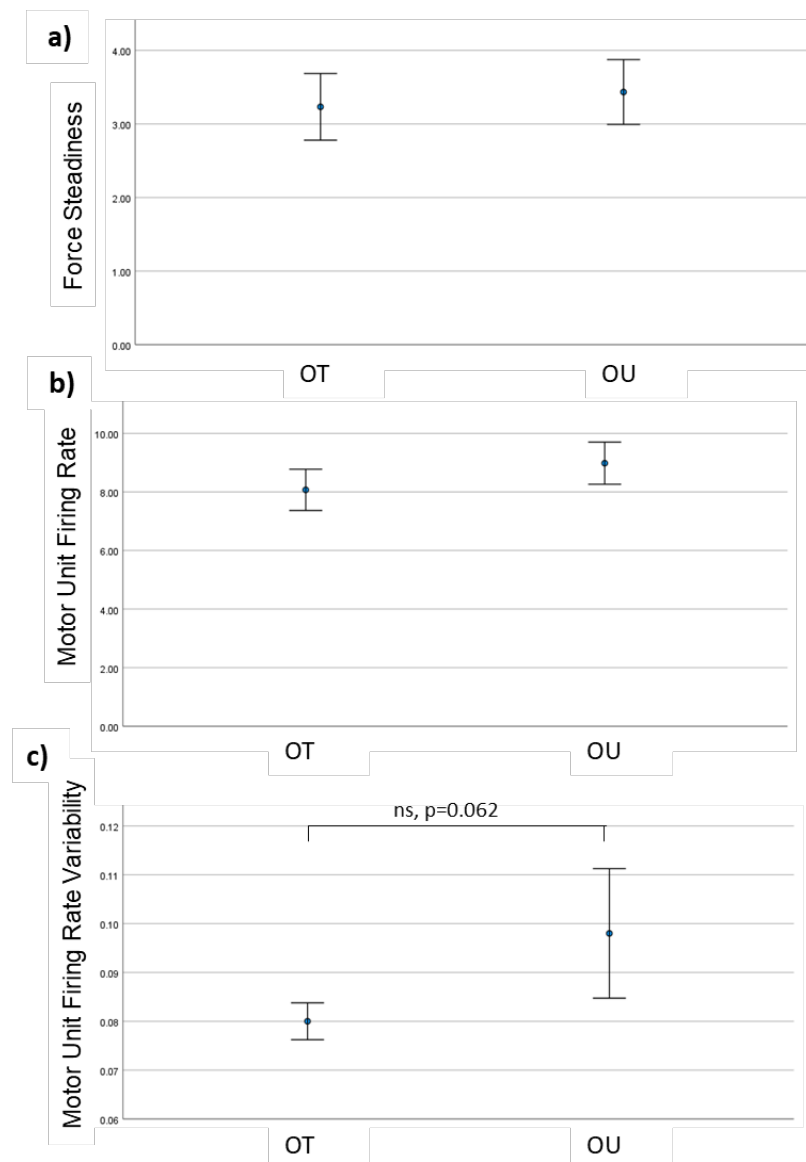 a)
Force Steadiness
4.00
3.00
2.00
1.00
0.00
OT
OU
b)
Motor Unit Firing Rate
10.00
8.00
6.00
4.00
2.00
0.00
OT
OU
c)
Motor Unit Firing Rate Variability
ns, p=0.062
0.12
0.11
0.10
0.09
0.08
0.07
0.06
OT
OU